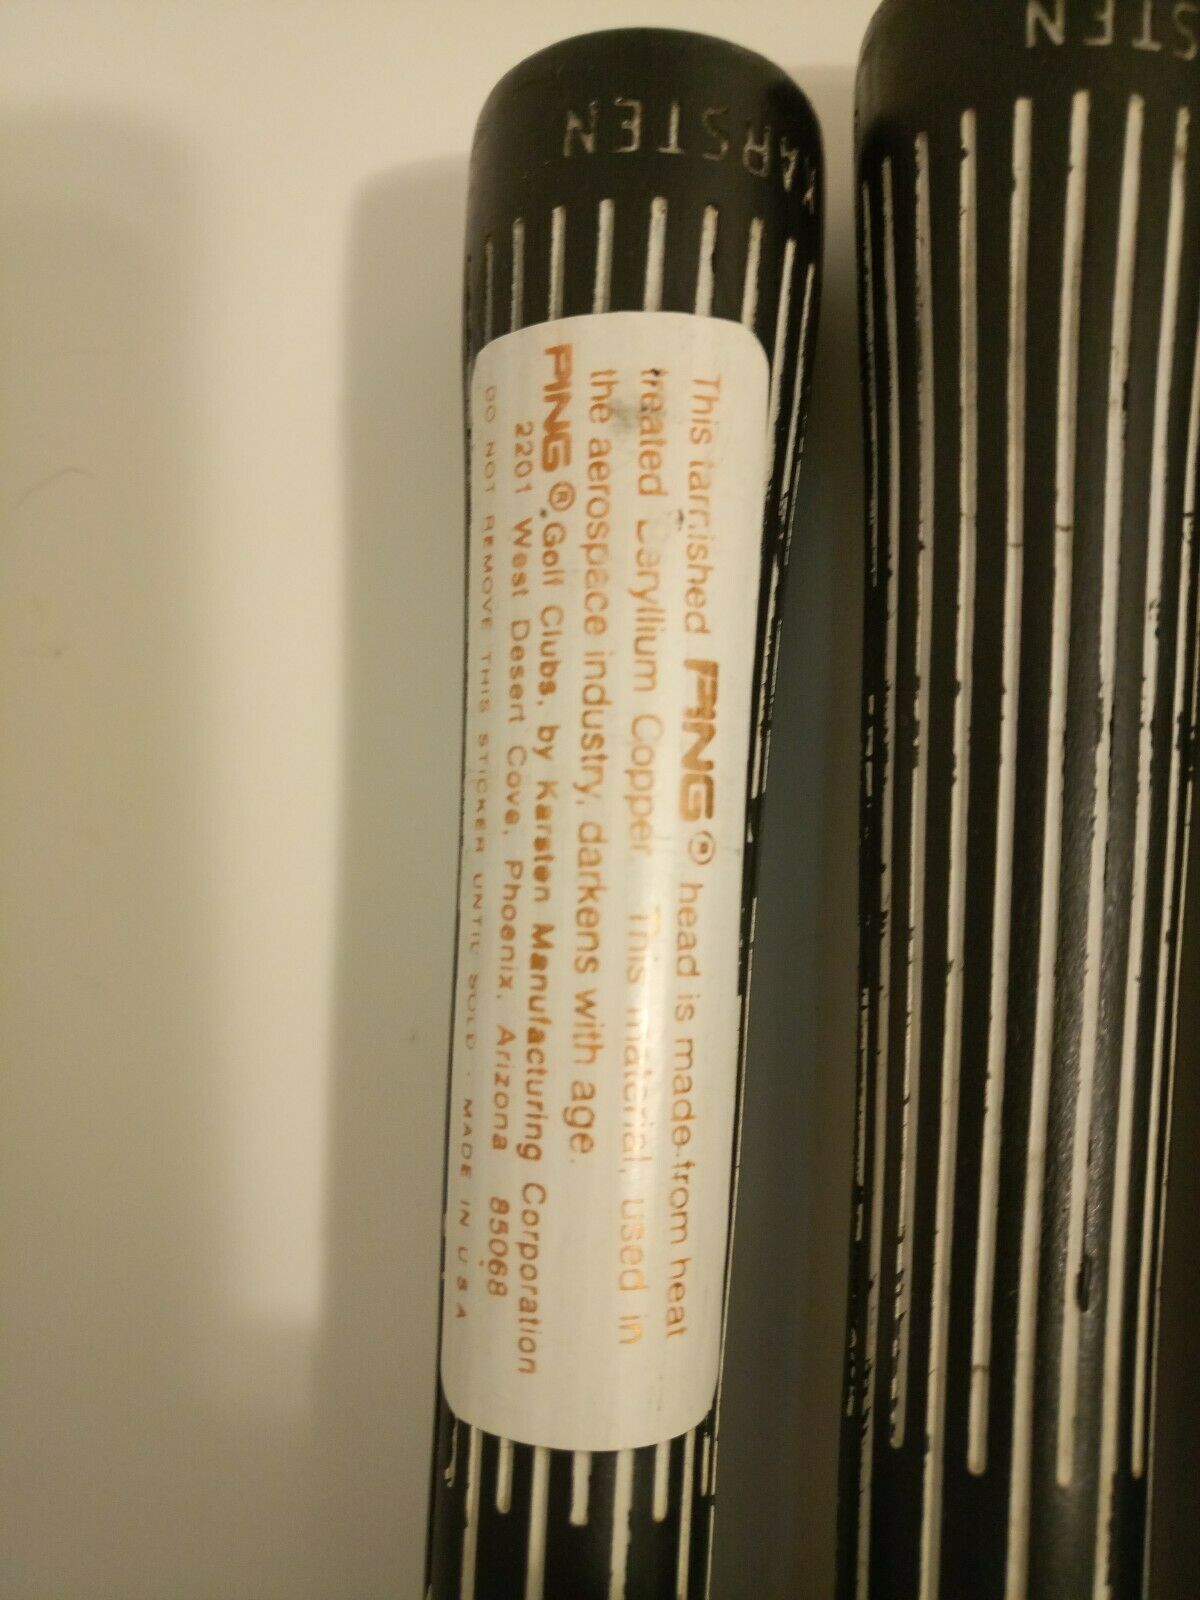 KARSTEN
This tarnished PING® head is made from heat
treated Beryllium Copper. This material, used in
the aerospace industry, darkens with age.
PING® Golf Clubs, by Karsten Manufacturing Corporation
2201 West Desert Cove, Phoenix, Arizona 85068
DO NOT REMOVE THIS STICKER UNTIL SOLD · MADE IN USA
STEN